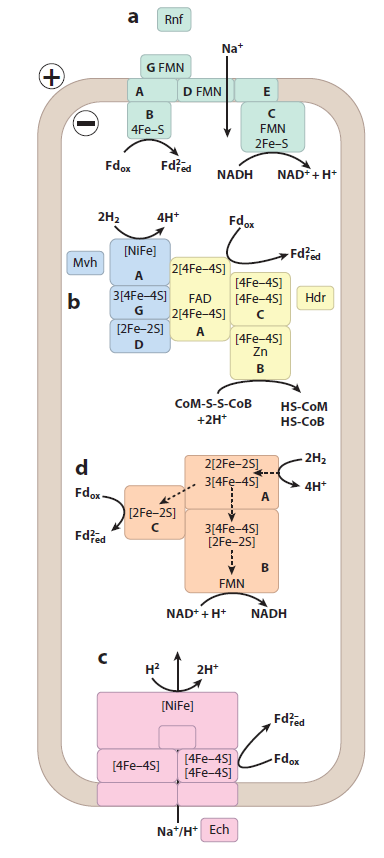 a
Rnf
Na⁺
G FMN
A
D FMN
E
B
4Fe–S
C
FMN
2Fe–S
Fdox
Fd²⁻red
NADH
NAD⁺ + H⁺
+
−
b
2H₂
4H⁺
Mvh
[NiFe]
A
3[4Fe–4S]
G
[2Fe–2S]
D
2[4Fe–4S]
FAD
2[4Fe–4S]
A
Fdox
Fd²⁻red
[4Fe–4S]
[4Fe–4S]
C
Hdr
[4Fe–4S]
Zn
B
CoM-S-S-CoB
+2H⁺
HS-CoM
HS-CoB
d
2[2Fe–2S]
3[4Fe–4S]
A
2H₂
4H⁺
Fdox
[2Fe–2S]
C
Fd²⁻red
3[4Fe–4S]
[2Fe–2S]
B
FMN
NAD⁺ + H⁺
NADH
c
H²
2H⁺
[NiFe]
[4Fe–4S]
[4Fe–4S]
[4Fe–4S]
Fd²⁻red
Fdox
Na⁺/H⁺
Ech